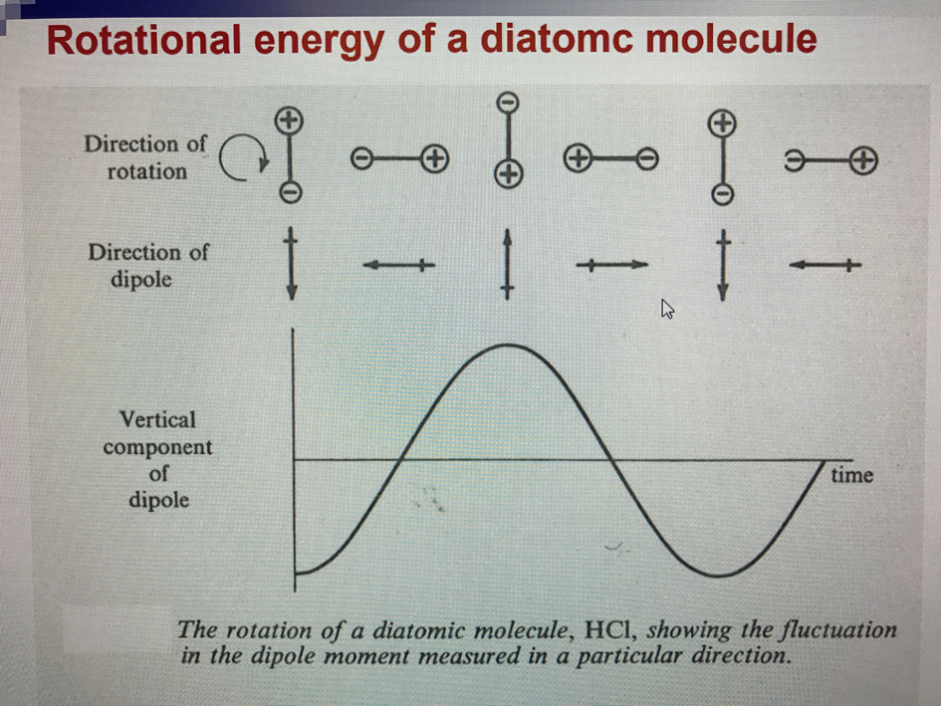 Rotational energy of a diatomc molecule
Direction of
rotation
Direction of
dipole
Vertical
component
of
dipole
time
The rotation of a diatomic molecule, HCl, showing the fluctuation
in the dipole moment measured in a particular direction.